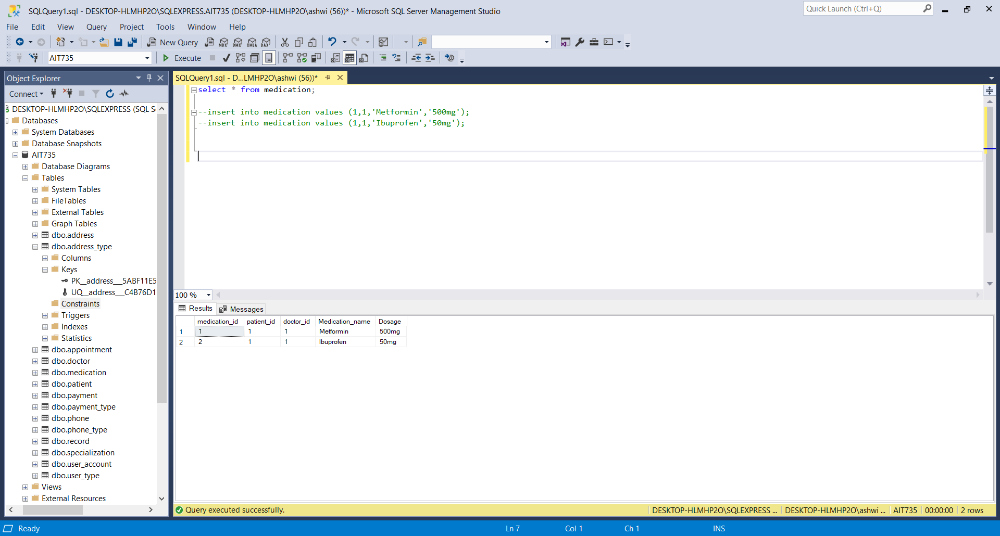 SQLQuery1.sql - DESKTOP-HLMHP2O\SQLEXPRESS.AIT735 (DESKTOP-HLMHP2O\ashwi (56))* - Microsoft SQL Server Management Studio
Quick Launch (Ctrl+Q)
File Edit View Query Project Tools Window Help
New Query
MDX DMX XMLA DAX
AIT735
Execute
Object Explorer
Connect
DESKTOP-HLMHP2O\SQLEXPRESS (SQL S
Databases
System Databases
Database Snapshots
AIT735
Database Diagrams
Tables
System Tables
FileTables
External Tables
Graph Tables
dbo.address
dbo.address_type
Columns
Keys
PK__address___5ABF11E5
UQ__address___C4B76D1
Constraints
Triggers
Indexes
Statistics
dbo.appointment
dbo.doctor
dbo.medication
dbo.patient
dbo.payment
dbo.payment_type
dbo.phone
dbo.phone_type
dbo.record
dbo.specialization
dbo.user_account
dbo.user_type
Views
External Resources
SQLQuery1.sql - D...LMHP2O\ashwi (56))*
select * from medication;
--insert into medication values (1,1,'Metformin','500mg');
--insert into medication values (1,1,'Ibuprofen','50mg');
100 %
Results Messages
medication_id patient_id doctor_id Medication_name Dosage
1 1 1 1 Metformin 500mg
2 2 1 1 Ibuprofen 50mg
Query executed successfully.
DESKTOP-HLMHP2O\SQLEXPRESS ... DESKTOP-HLMHP2O\ashwi ... AIT735 00:00:00 2 rows
Ready Ln 7 Col 1 Ch 1 INS